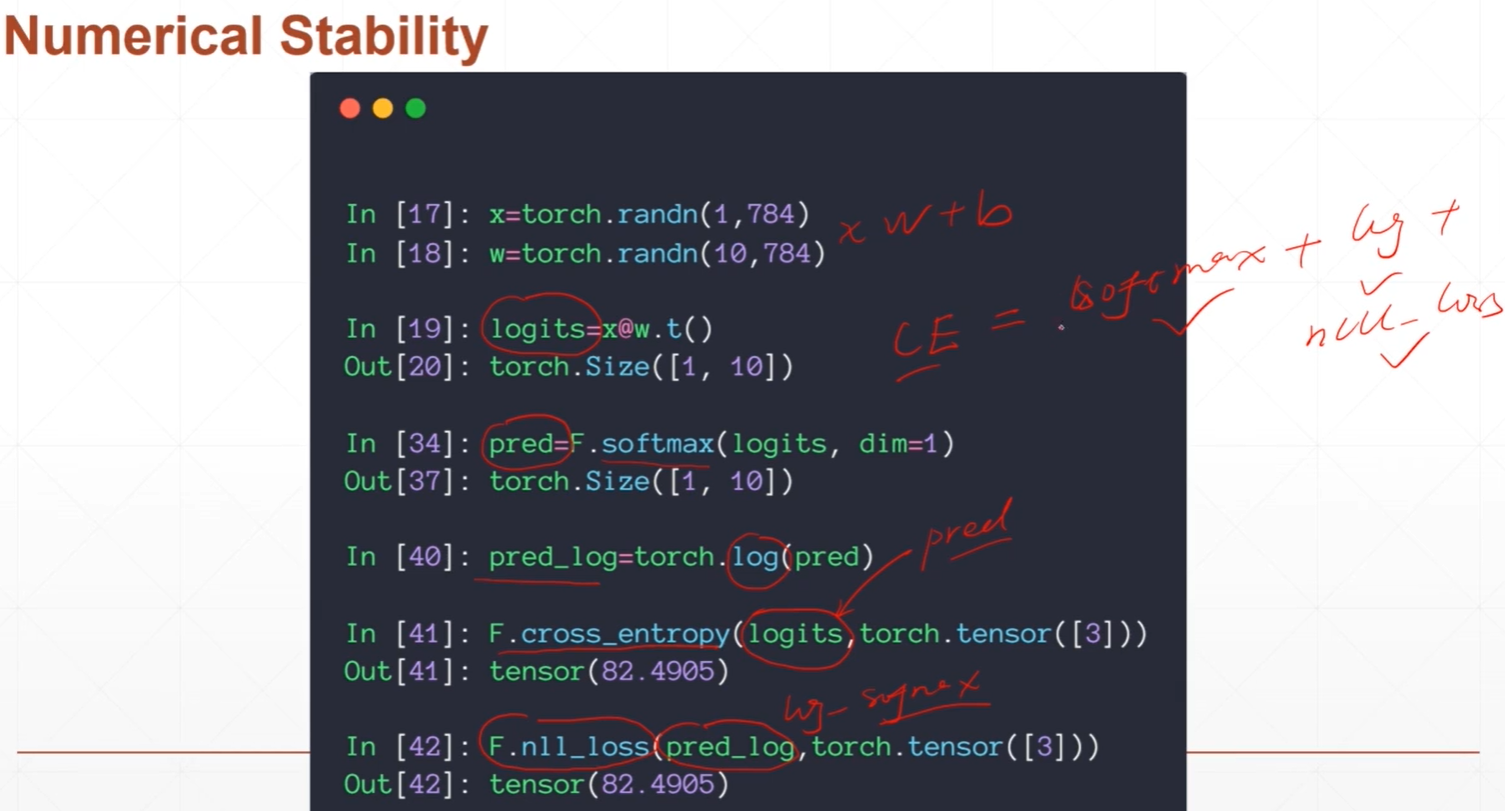 Numerical Stability
In [17]: x=torch.randn(1,784)
In [18]: w=torch.randn(10,784)
x w + b
In [19]: logits=x@w.t()
Out[20]: torch.Size([1, 10])
CE = softmax + log +
nll_loss
In [34]: pred=F.softmax(logits, dim=1)
Out[37]: torch.Size([1, 10])
pred
In [40]: pred_log=torch.log(pred)
In [41]: F.cross_entropy(logits,torch.tensor([3]))
Out[41]: tensor(82.4905)
In [42]: F.nll_loss(pred_log,torch.tensor([3]))
Out[42]: tensor(82.4905)